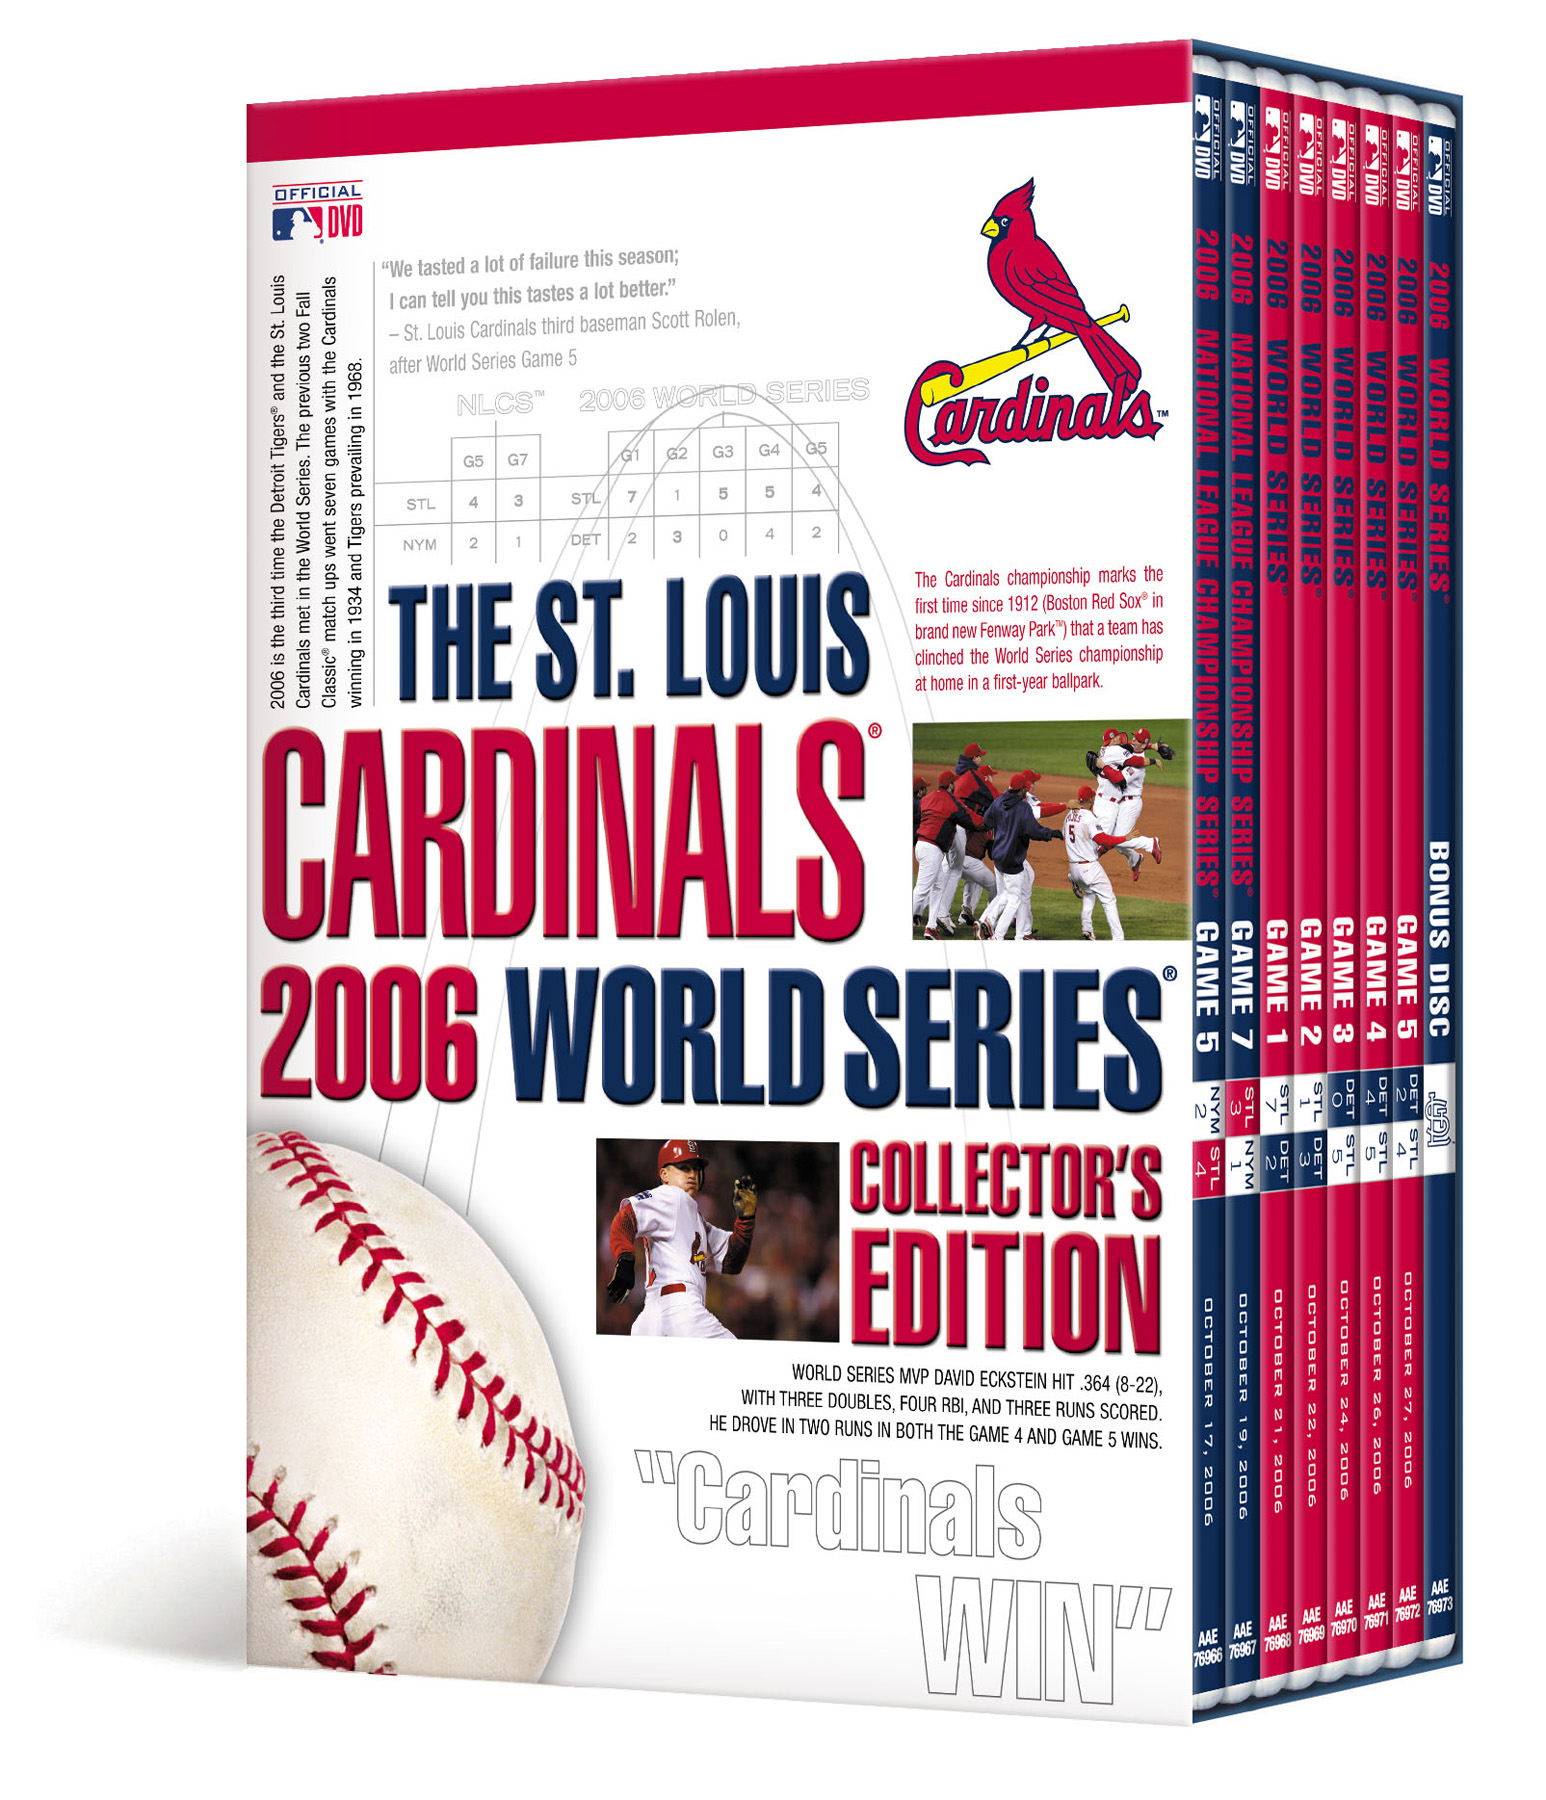 OFFICIAL
DVD
2006 is the third time the Detroit Tigers® and the St. Louis
Cardinals met in the World Series. The previous two Fall
Classic® match ups went seven games with the Cardinals
winning in 1934 and Tigers prevailing in 1968.
“We tasted a lot of failure this season;
I can tell you this tastes a lot better.”
– St. Louis Cardinals third baseman Scott Rolen,
after World Series Game 5
NLCS™ 2006 WORLD SERIES
G5 G7 G1 G2 G3 G4 G5
STL 4 3 STL 7 1 5 5 4
NYM 2 1 DET 2 3 0 4 2
Cardinals™
The Cardinals championship marks the
first time since 1912 (Boston Red Sox® in
brand new Fenway Park™) that a team has
clinched the World Series championship
at home in a first-year ballpark.
THE ST. LOUIS
CARDINALS®
5
2006 WORLD SERIES®
COLLECTOR'S
EDITION
WORLD SERIES MVP DAVID ECKSTEIN HIT .364 (8-22),
WITH THREE DOUBLES, FOUR RBI, AND THREE RUNS SCORED.
HE DROVE IN TWO RUNS IN BOTH THE GAME 4 AND GAME 5 WINS.
“Cardinals
WIN”
OFFICIAL DVD 2006 NATIONAL LEAGUE CHAMPIONSHIP SERIES® GAME 5 NYM 2 STL 4 OCTOBER 17, 2006 AAE 76966
OFFICIAL DVD 2006 NATIONAL LEAGUE CHAMPIONSHIP SERIES® GAME 7 STL 3 NYM 1 OCTOBER 19, 2006 AAE 76967
OFFICIAL DVD 2006 WORLD SERIES® GAME 1 STL 7 DET 2 OCTOBER 21, 2006 AAE 76968
OFFICIAL DVD 2006 WORLD SERIES® GAME 2 STL 1 DET 3 OCTOBER 22, 2006 AAE 76969
OFFICIAL DVD 2006 WORLD SERIES® GAME 3 DET 0 STL 5 OCTOBER 24, 2006 AAE 76970
OFFICIAL DVD 2006 WORLD SERIES® GAME 4 DET 4 STL 5 OCTOBER 26, 2006 AAE 76971
OFFICIAL DVD 2006 WORLD SERIES® GAME 5 DET 2 STL 4 OCTOBER 27, 2006 AAE 76972
OFFICIAL DVD 2006 WORLD SERIES® BONUS DISC STL AAE 76973